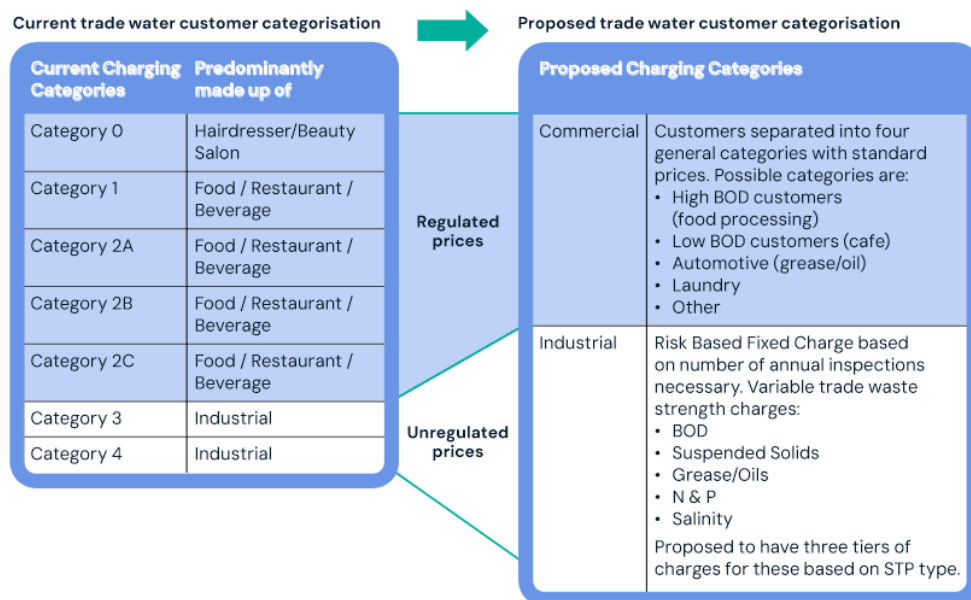 Current trade water customer categorisation
Proposed trade water customer categorisation
Current Charging
Categories
Predominantly
made up of
Category 0
Hairdresser/Beauty
Salon
Category 1
Food / Restaurant /
Beverage
Category 2A
Food / Restaurant /
Beverage
Category 2B
Food / Restaurant /
Beverage
Category 2C
Food / Restaurant /
Beverage
Category 3
Industrial
Category 4
Industrial
Regulated
prices
Unregulated
prices
Proposed Charging Categories
Commercial
Customers separated into four
general categories with standard
prices. Possible categories are:
• High BOD customers
(food processing)
• Low BOD customers (cafe)
• Automotive (grease/oil)
• Laundry
• Other
Industrial
Risk Based Fixed Charge based
on number of annual inspections
necessary. Variable trade waste
strength charges:
• BOD
• Suspended Solids
• Grease/Oils
• N & P
• Salinity
Proposed to have three tiers of
charges for these based on STP type.